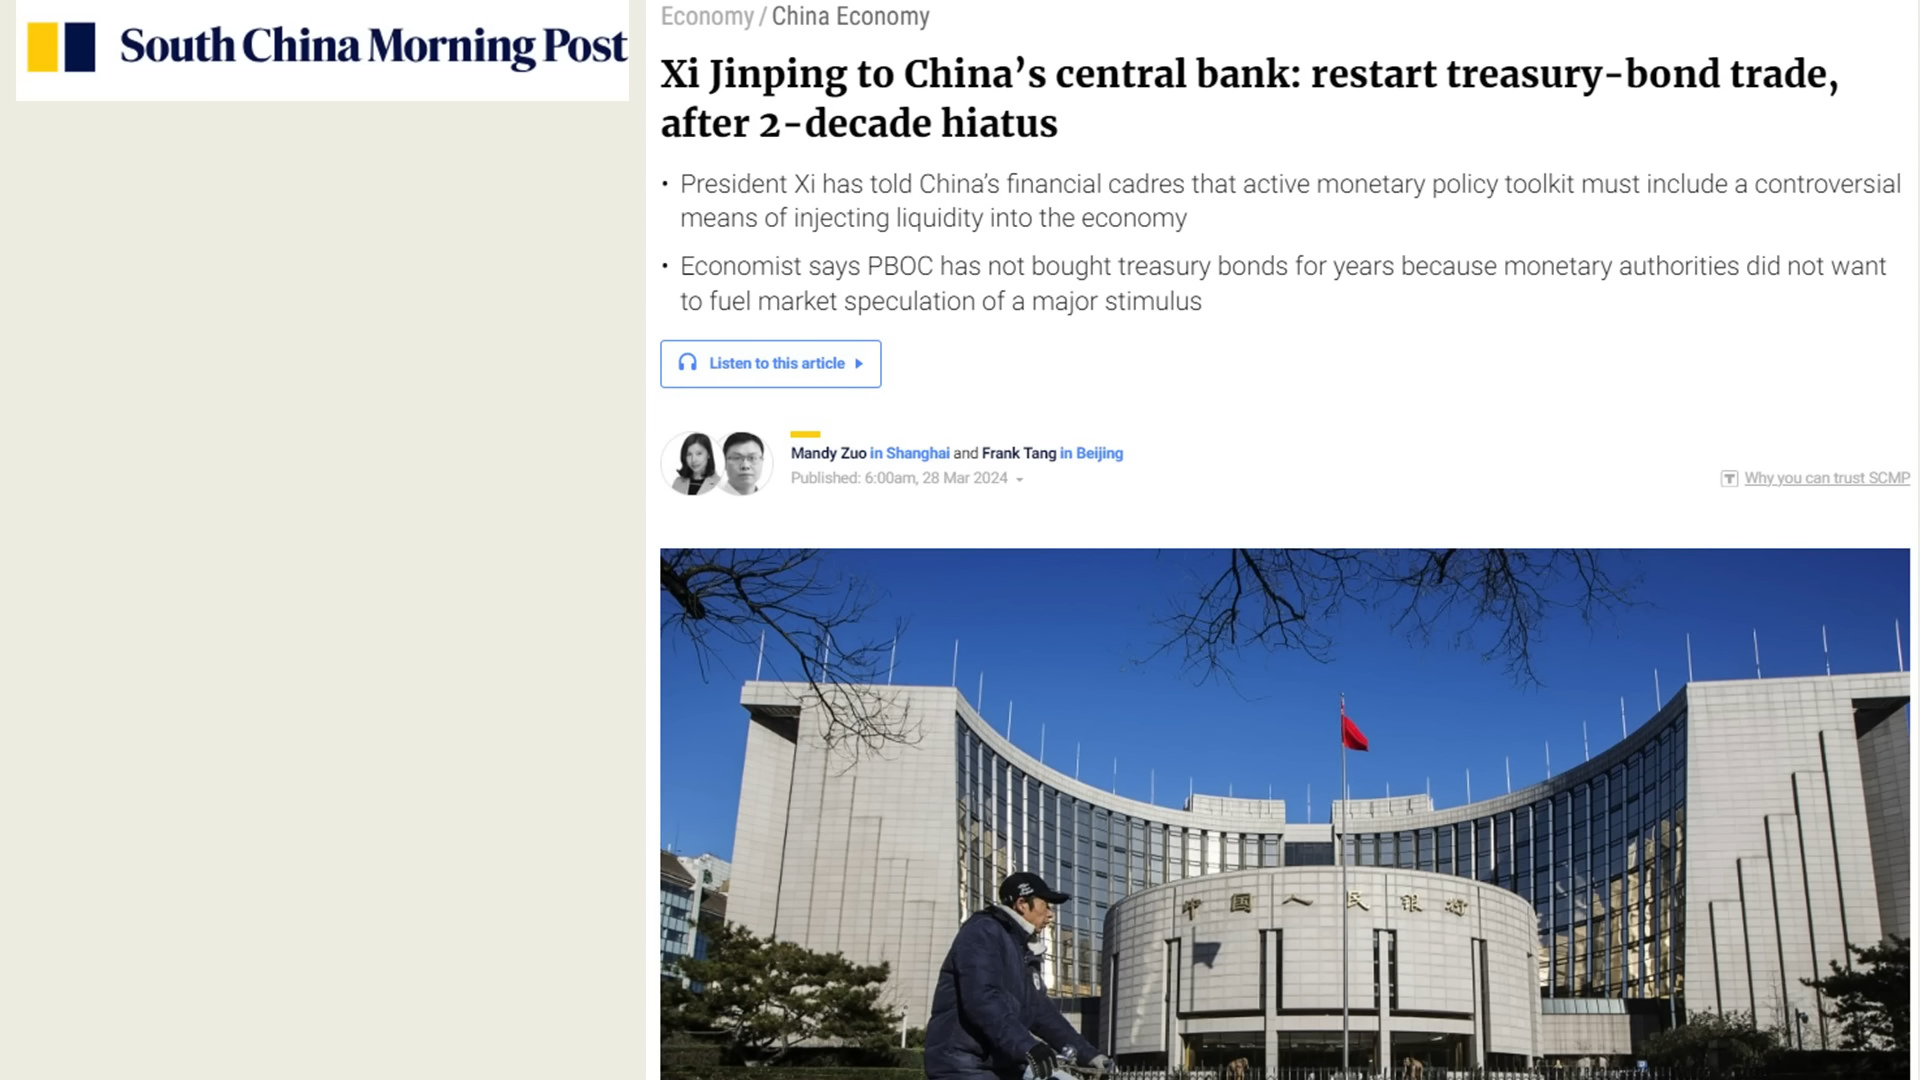 South China Morning Post
Economy / China Economy
Xi Jinping to China’s central bank: restart treasury-bond trade,
after 2-decade hiatus
• President Xi has told China’s financial cadres that active monetary policy toolkit must include a controversial
means of injecting liquidity into the economy
• Economist says PBOC has not bought treasury bonds for years because monetary authorities did not want
to fuel market speculation of a major stimulus
Listen to this article
Mandy Zuo in Shanghai and Frank Tang in Beijing
Published: 6:00am, 28 Mar 2024
Why you can trust SCMP
中国人民银行